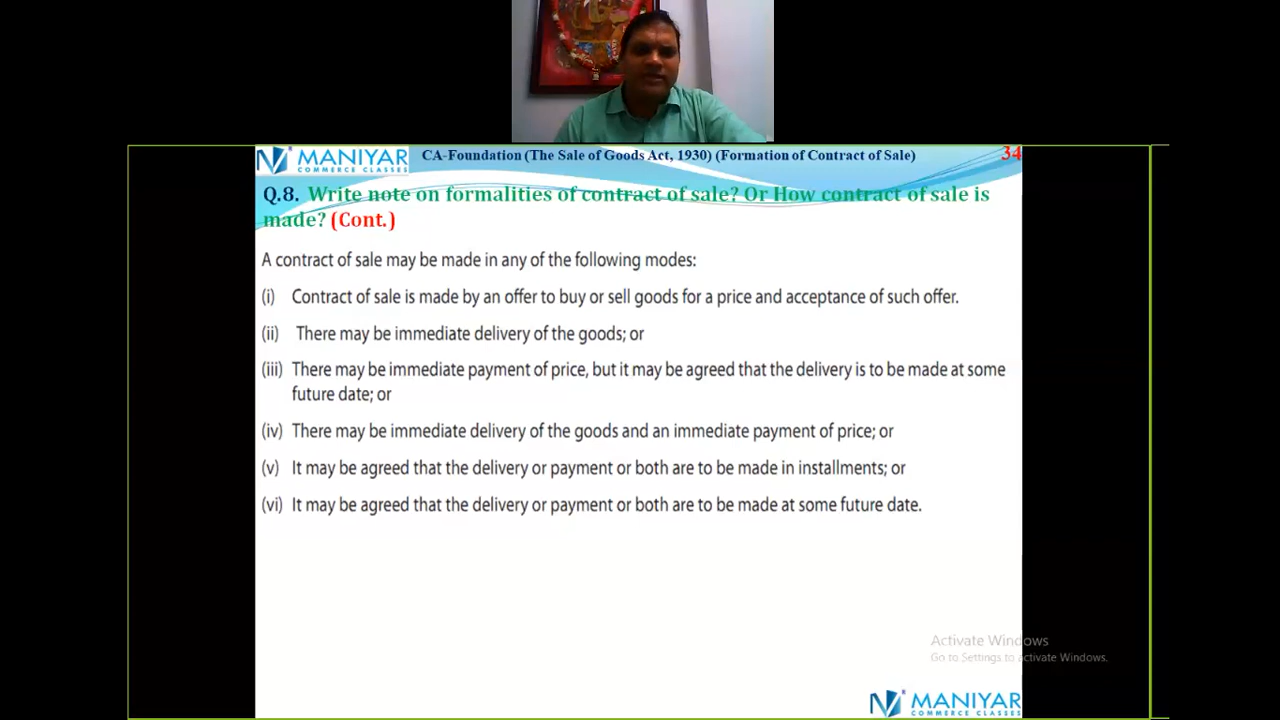 MANIYAR
COMMERCE CLASSES
CA-Foundation (The Sale of Goods Act, 1930) (Formation of Contract of Sale)
34
Q.8. Write note on formalities of contract of sale? Or How contract of sale is
made? (Cont.)
A contract of sale may be made in any of the following modes:
(i) Contract of sale is made by an offer to buy or sell goods for a price and acceptance of such offer.
(ii) There may be immediate delivery of the goods; or
(iii) There may be immediate payment of price, but it may be agreed that the delivery is to be made at some
future date; or
(iv) There may be immediate delivery of the goods and an immediate payment of price; or
(v) It may be agreed that the delivery or payment or both are to be made in installments; or
(vi) It may be agreed that the delivery or payment or both are to be made at some future date.
Activate Windows
Go to Settings to activate Windows.
MANIYAR
COMMERCE CLASSES